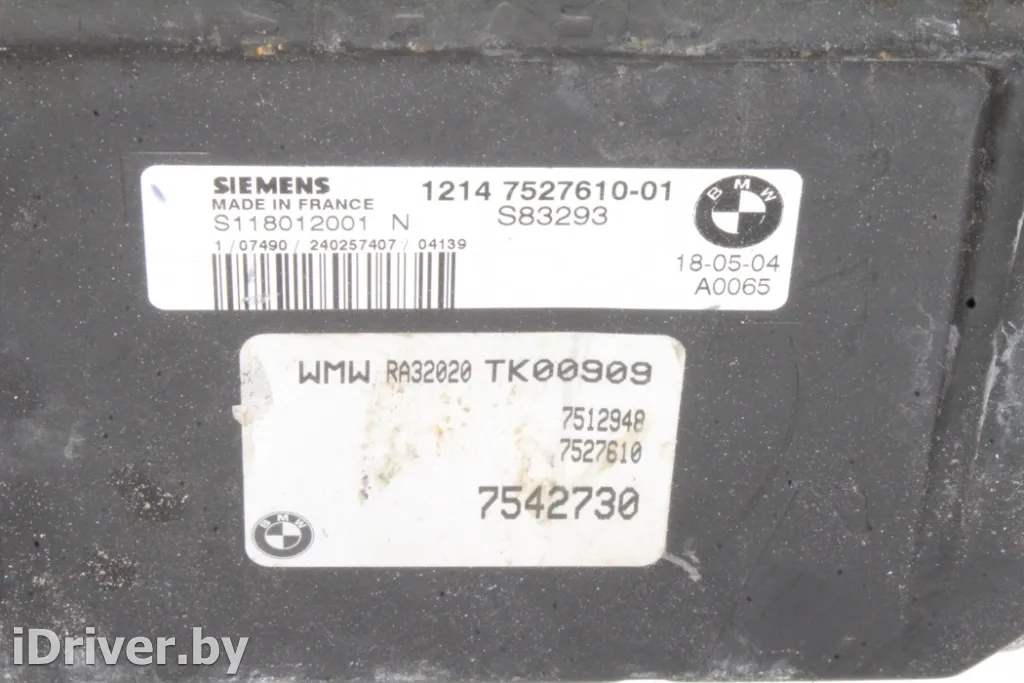 SIEMENS 1214 7527610-01
MADE IN FRANCE
S118012001 N S83293
BMW
1/07490/240257407/04139
18-05-04
A0065
WMW RA32020 TK00909
7512948
7527610
7542730
BMW
iDriver.by